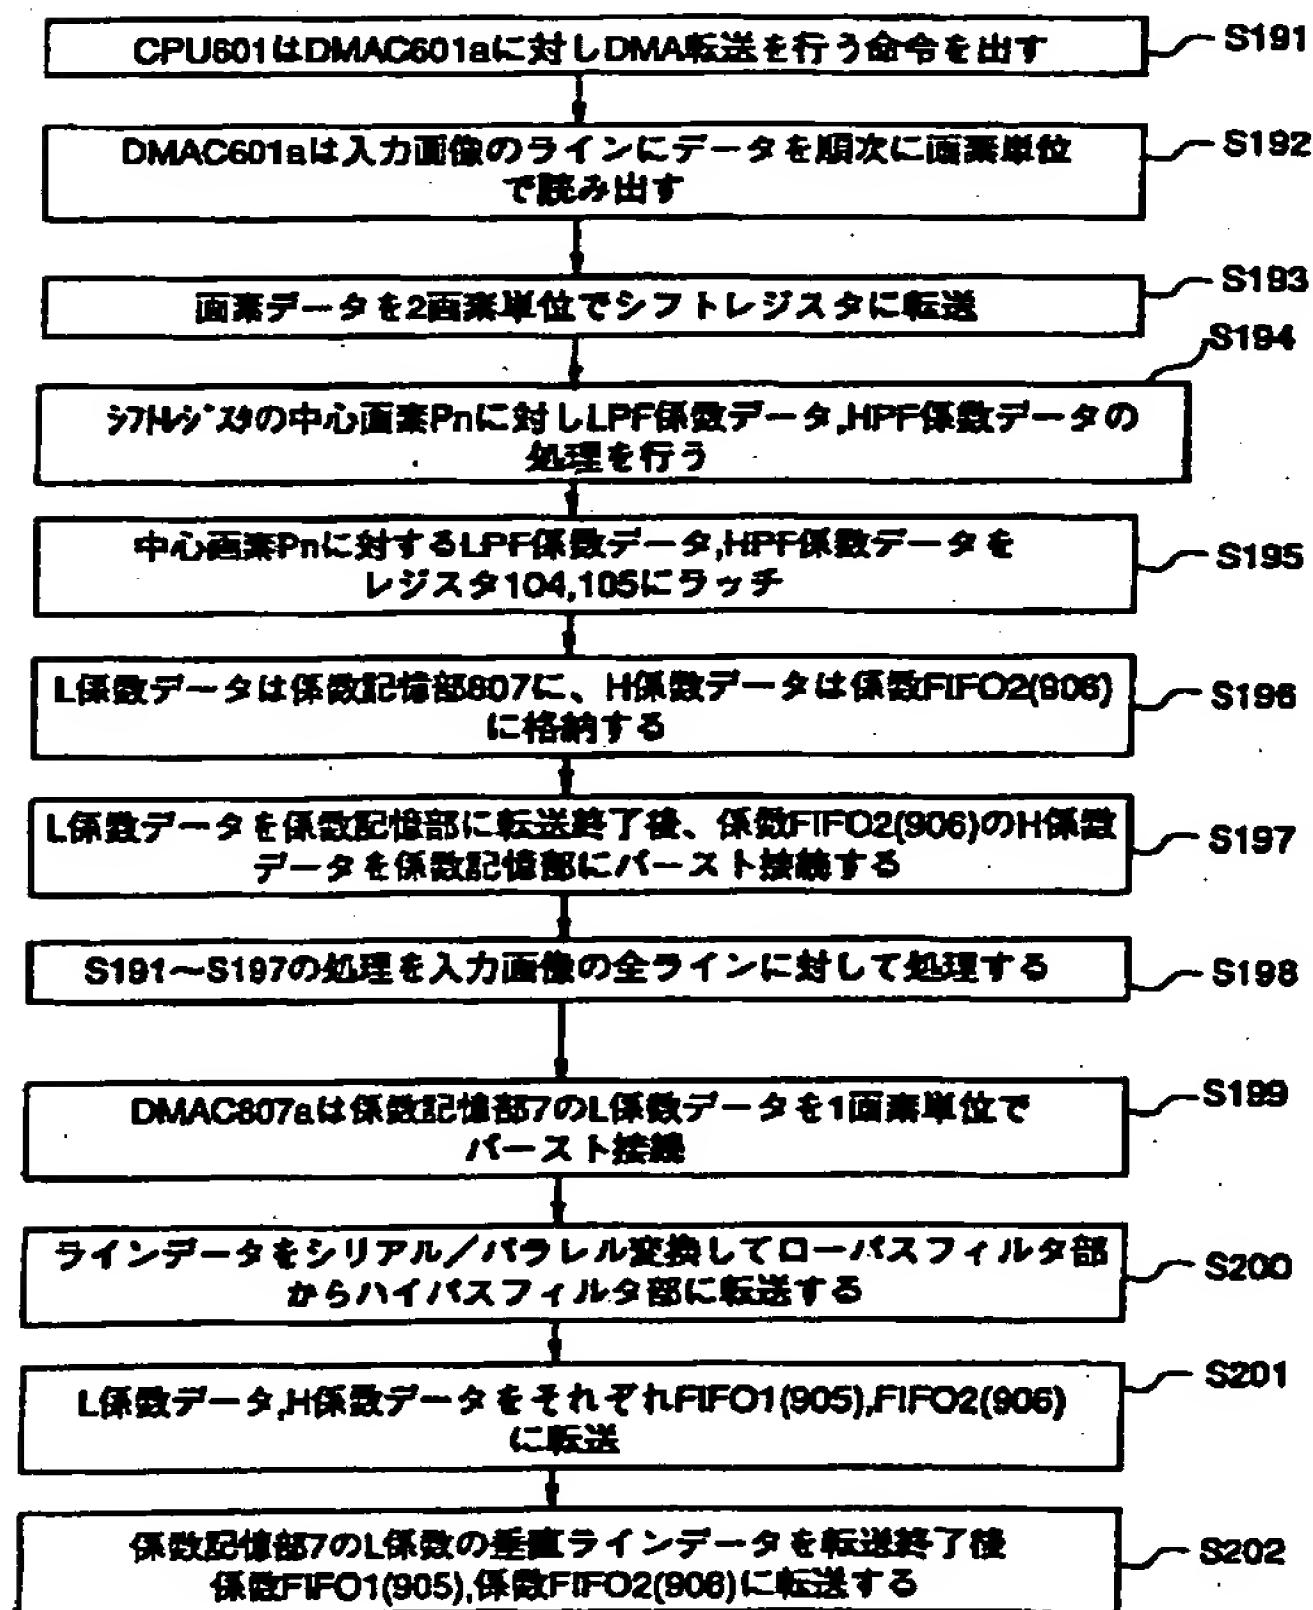 CPU601はDMAC601aに対しDMA転送を行う命令を出す
S191
DMAC601aは入力画像のラインにデータを順次に画素単位
で読み出す
S192
画素データを2画素単位でシフトレジスタに転送
S193
S194
ｼﾌﾄﾚｼﾞｽﾀの中心画素Pnに対しLPF係数データ,HPF係数データの
処理を行う
中心画素Pnに対するLPF係数データ,HPF係数データを
レジスタ104,105にラッチ
S195
L係数データは係数記憶部607に、H係数データは係数FIFO2(906)
に格納する
S196
L係数データを係数記憶部に転送終了後、係数FIFO2(906)のH係数
データを係数記憶部にバースト接続する
S197
S191～S197の処理を入力画像の全ラインに対して処理する
S198
DMAC607aは係数記憶部7のL係数データを1画素単位で
バースト接続
S199
ラインデータをシリアル／パラレル変換してローパスフィルタ部
からハイパスフィルタ部に転送する
S200
L係数データ,H係数データをそれぞれFIFO1(905),FIFO2(906)
に転送
S201
係数記憶部7のL係数の垂直ラインデータを転送終了後
係数FIFO1(905),係数FIFO2(906)に転送する
S202